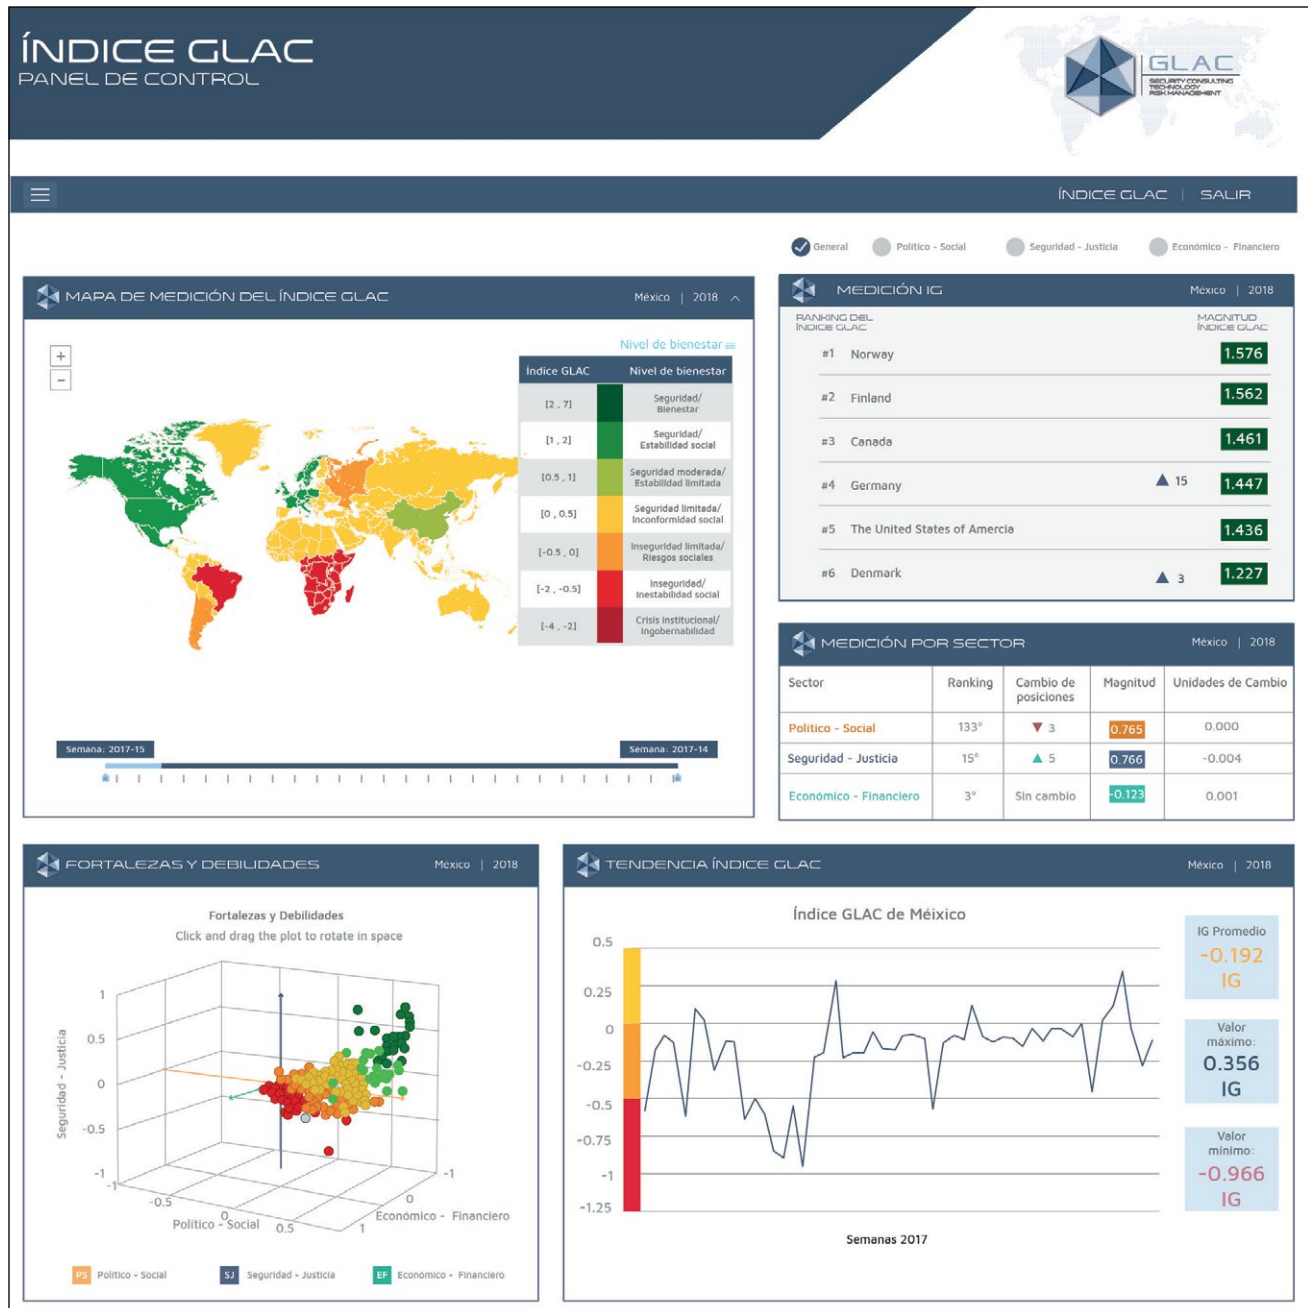 ÍNDICE GLAC
PANEL DE CONTROL
GLAC
SECURITY CONSULTING
TECHNOLOGY
RISK MANAGEMENT
ÍNDICE GLAC | SALIR
General Político - Social Seguridad - Justicia Económico - Financiero
MAPA DE MEDICIÓN DEL ÍNDICE GLAC México | 2018
Nivel de bienestar
Índice GLAC Nivel de bienestar
[2 , 7] Seguridad/
Bienestar
[1 , 2] Seguridad/
Estabilidad social
[0.5 , 1] Seguridad moderada/
Estabilidad limitada
[0 , 0.5] Seguridad limitada/
Inconformidad social
[-0.5 , 0] Inseguridad limitada/
Riesgos sociales
[-2 , -0.5] Inseguridad/
Inestabilidad social
[-4 , -2] Crisis institucional/
Ingobernabilidad
+
−
Semana: 2017-15 Semana: 2017-14
MEDICIÓN IG México | 2018
RANKING DEL
ÍNDICE GLAC
MAGNITUD
ÍNDICE GLAC
#1 Norway 1.576
#2 Finland 1.562
#3 Canada 1.461
#4 Germany ▲ 15 1.447
#5 The United States of Amercia 1.436
#6 Denmark ▲ 3 1.227
MEDICIÓN POR SECTOR México | 2018
Sector Ranking Cambio de
posiciones Magnitud Unidades de Cambio
Político - Social 133° ▼ 3 0.765 0.000
Seguridad - Justicia 15° ▲ 5 0.766 -0.004
Económico - Financiero 3° Sin cambio -0.123 0.001
FORTALEZAS Y DEBILIDADES México | 2018
Fortalezas y Debilidades
Click and drag the plot to rotate in space
1
0.5
0
-0.5
-1
Seguridad - Justicia
-1
-0.5
0
0.5
1
Político - Social
-1
0
Económico - Financiero
PS Político - Social SJ Seguridad - Justicia EF Económico - Financiero
TENDENCIA ÍNDICE GLAC México | 2018
Índice GLAC de Méixico
0.5
0.25
0
-0.25
-0.5
-0.75
-1
-1.25
Semanas 2017
IG Promedio
-0.192
IG
Valor
máximo:
0.356
IG
Valor
mínimo:
-0.966
IG